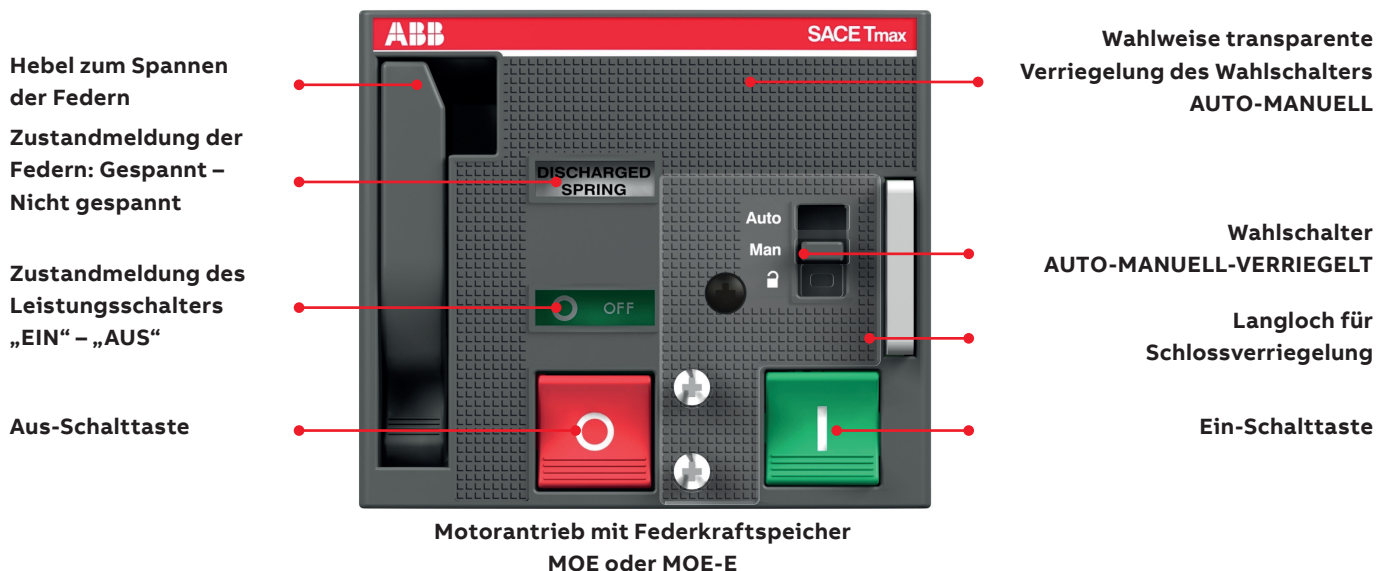 ABB
SACE Tmax
Hebel zum Spannen
der Federn
Zustandmeldung der
Federn: Gespannt –
Nicht gespannt
Zustandmeldung des
Leistungsschalters
„EIN“ – „AUS“
Aus-Schalttaste
DISCHARGED
SPRING
Auto
Man
OFF
Wahlweise transparente
Verriegelung des Wahlschalters
AUTO-MANUELL
Wahlschalter
AUTO-MANUELL-VERRIEGELT
Langloch für
Schlossverriegelung
Ein-Schalttaste
Motorantrieb mit Federkraftspeicher
MOE oder MOE-E